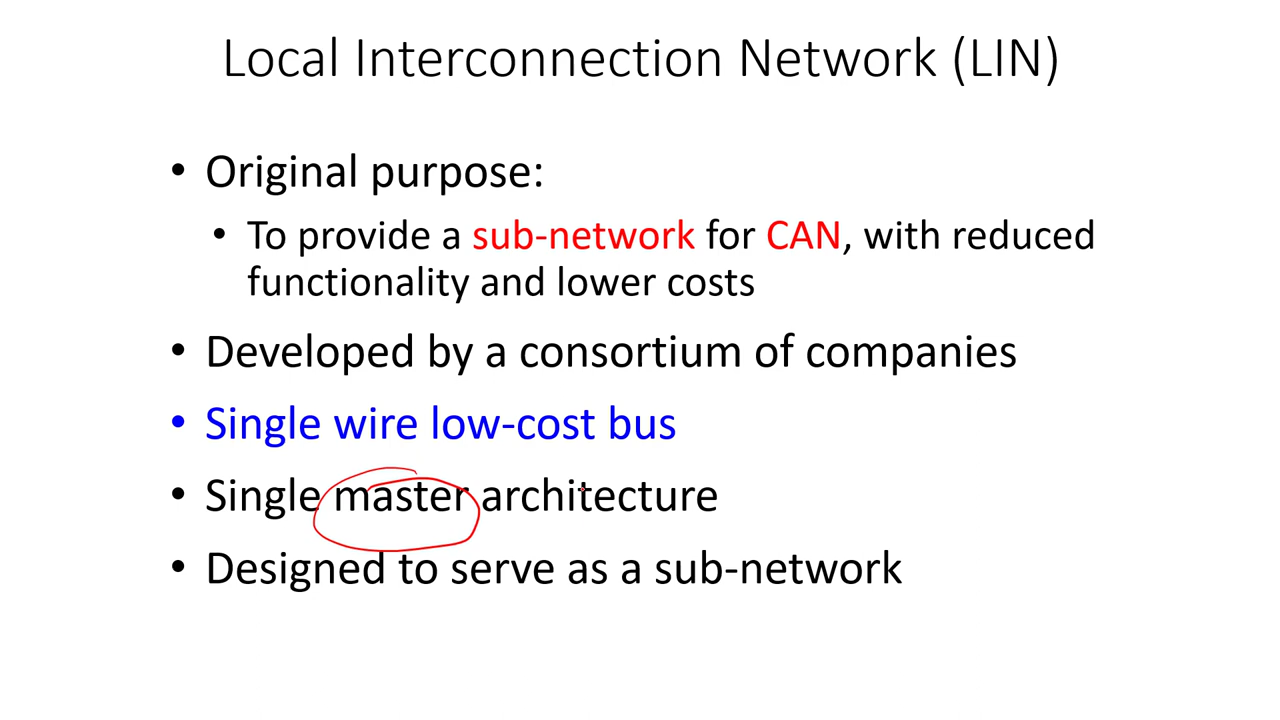 Local Interconnection Network (LIN)
• Original purpose:
• To provide a sub-network for CAN, with reduced
functionality and lower costs
• Developed by a consortium of companies
• Single wire low-cost bus
• Single master architecture
• Designed to serve as a sub-network